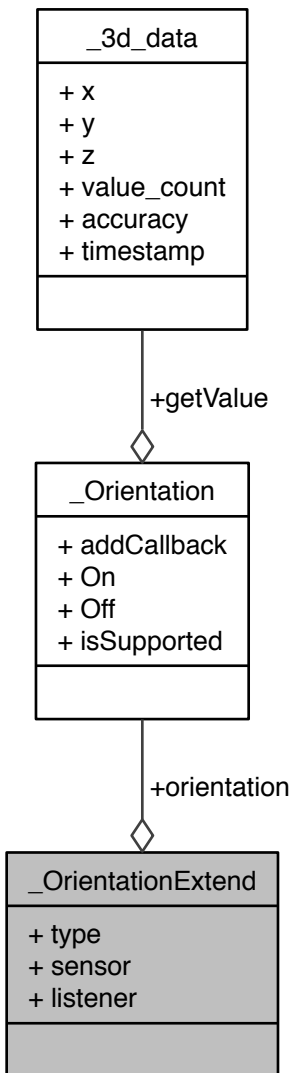 _3d_data
+ x
+ y
+ z
+ value_count
+ accuracy
+ timestamp
+getValue
_Orientation
+ addCallback
+ On
+ Off
+ isSupported
+orientation
_OrientationExtend
+ type
+ sensor
+ listener